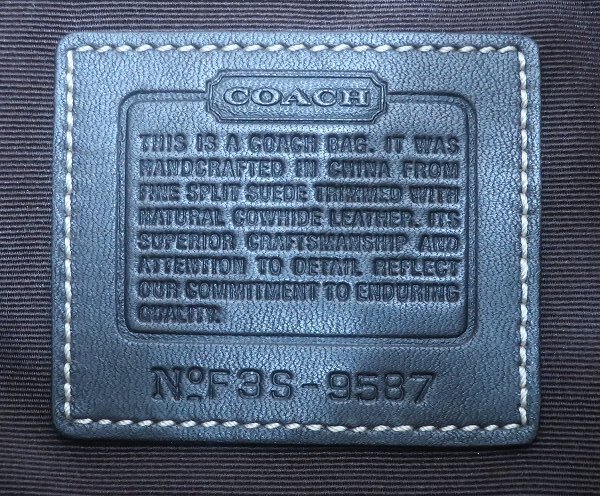 COACH
THIS IS A COACH BAG. IT WAS
HANDCRAFTED IN CHINA FROM
FINE SPLIT SUEDE TRIMMED WITH
NATURAL COWHIDE LEATHER. ITS
SUPERIOR CRAFTSMANSHIP AND
ATTENTION TO DETAIL REFLECT
OUR COMMITMENT TO ENDURING
QUALITY.
Nº F3S-9587